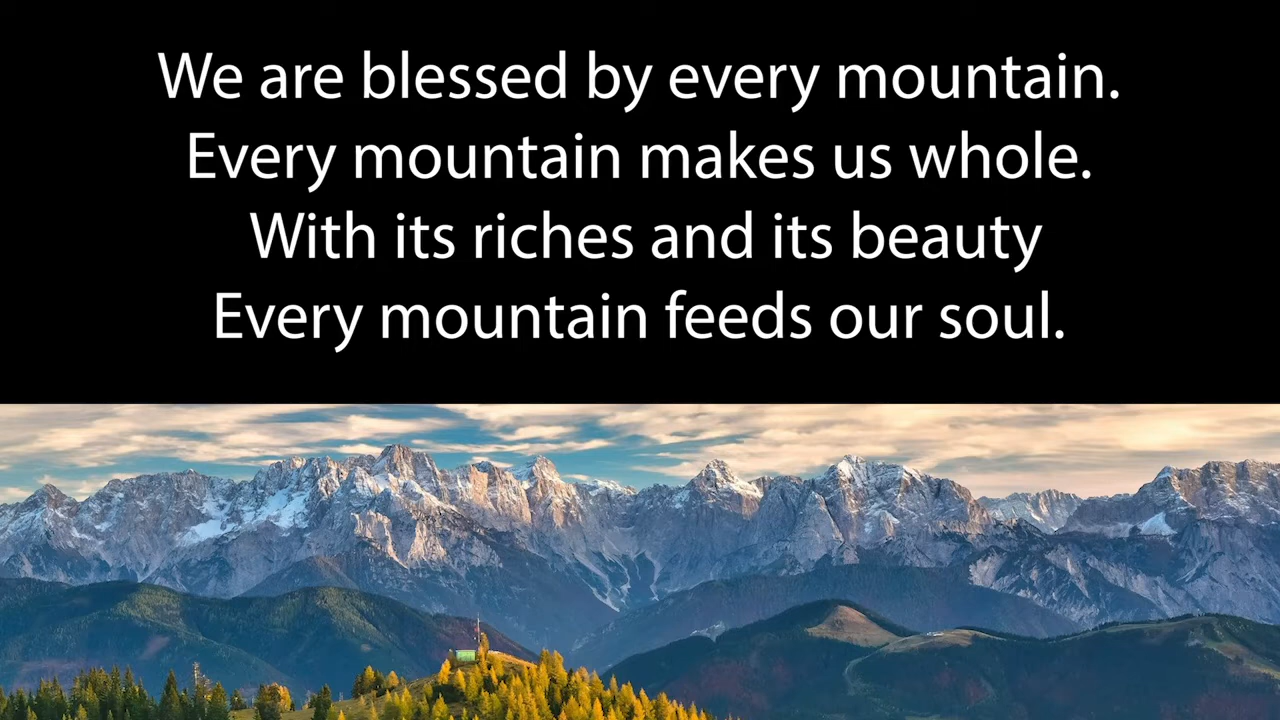 We are blessed by every mountain.
Every mountain makes us whole.
With its riches and its beauty
Every mountain feeds our soul.